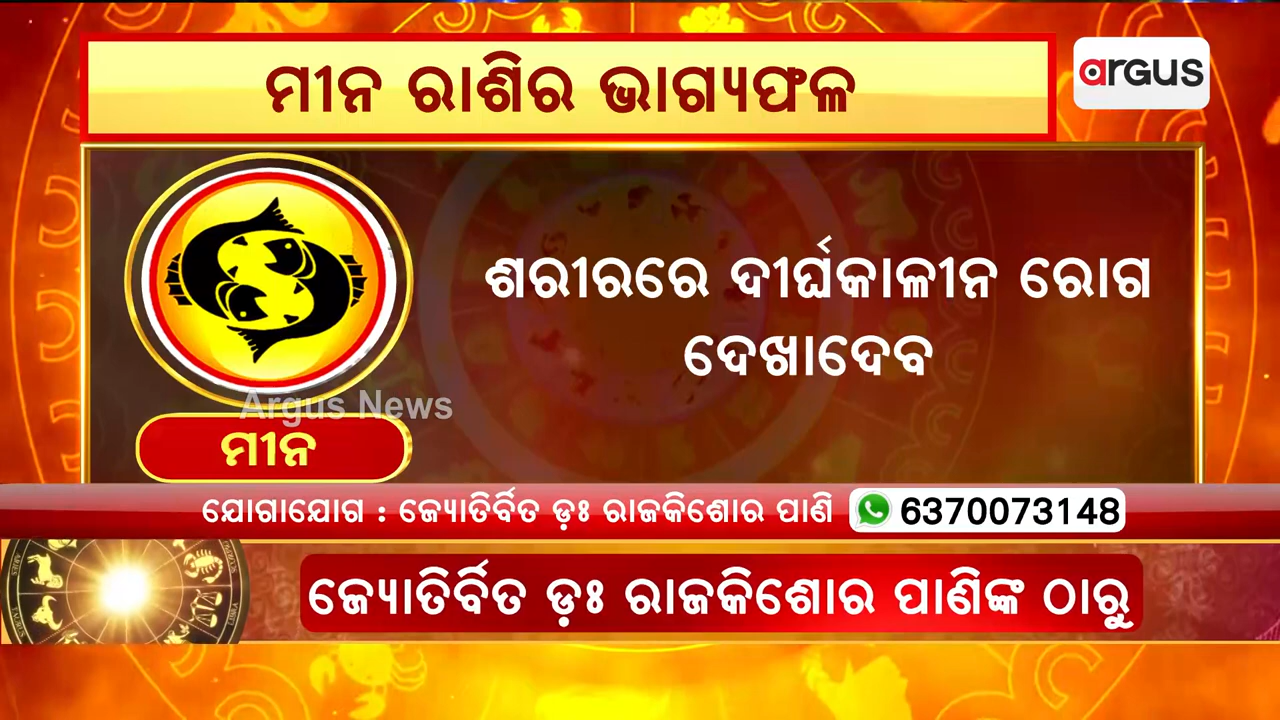 ମୀନ ରାଶିର ଭାଗ୍ୟଫଳ
argus
ଶରୀରରେ ଦୀର୍ଘକାଳୀନ ରୋଗ
ଦେଖାଦେବ
Argus News
ମୀନ
ଯୋଗାଯୋଗ : ଜ୍ୟୋତିର୍ବିତ ଡ଼ଃ ରାଜକିଶୋର ପାଣି 6370073148
ଜ୍ୟୋତିର୍ବିତ ଡ଼ଃ ରାଜକିଶୋର ପାଣିଙ୍କ ଠାରୁ